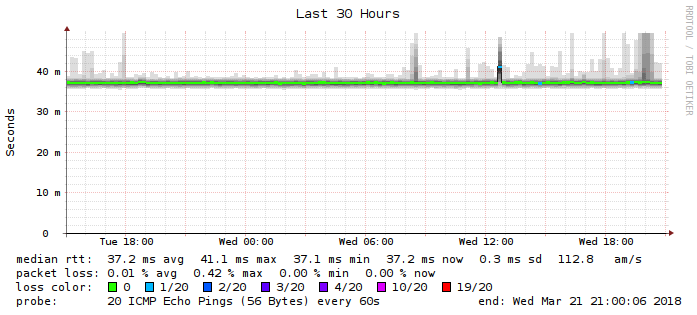 Last 30 Hours
RRDTOOL / TOBI OETIKER
Seconds
40 m
30 m
20 m
10 m
0
Tue 18:00 Wed 00:00 Wed 06:00 Wed 12:00 Wed 18:00
median rtt: 37.2 ms avg 41.1 ms max 37.1 ms min 37.2 ms now 0.3 ms sd 112.8 am/s
packet loss: 0.01 % avg 0.42 % max 0.00 % min 0.00 % now
loss color: 0 1/20 2/20 3/20 4/20 10/20 19/20
probe: 20 ICMP Echo Pings (56 Bytes) every 60s end: Wed Mar 21 21:00:06 2018